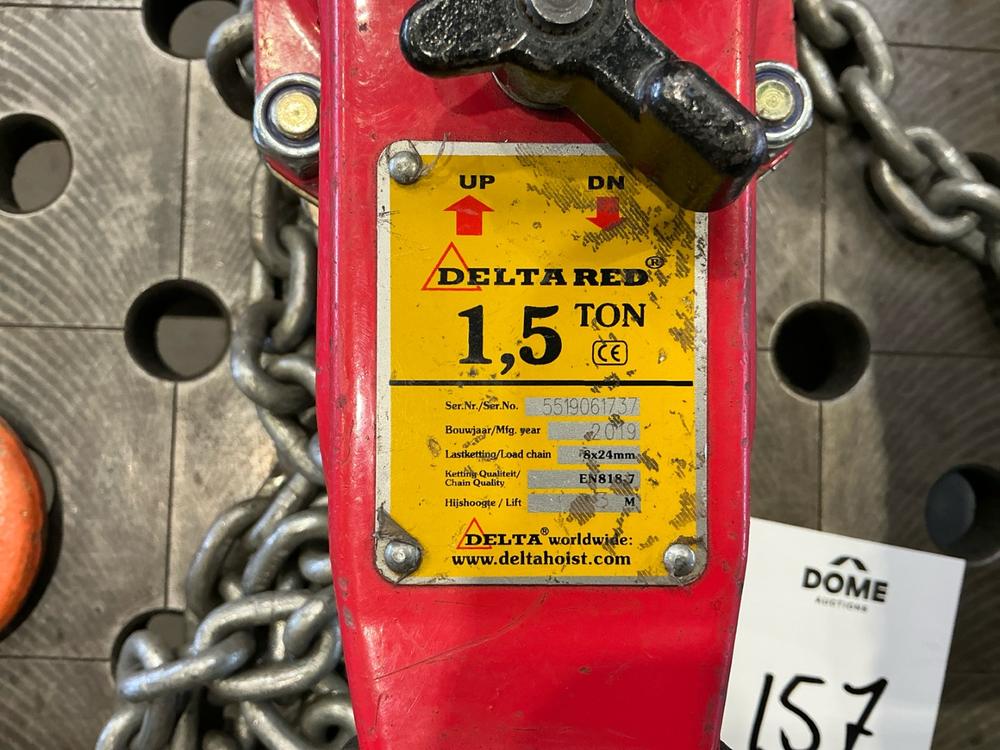 UP DN
DELTA RED®
1,5 TON
CE
Ser.Nr./Ser.No. 5519061737
Bouwjaar/Mfg. year 2019
Lastketting/Load chain 8x24mm
Ketting Qualiteit/
Chain Quality EN818-7
Hijshoogte / Lift M
DELTA® worldwide:
www.deltahoist.com
DOME
AUCTIONS
157